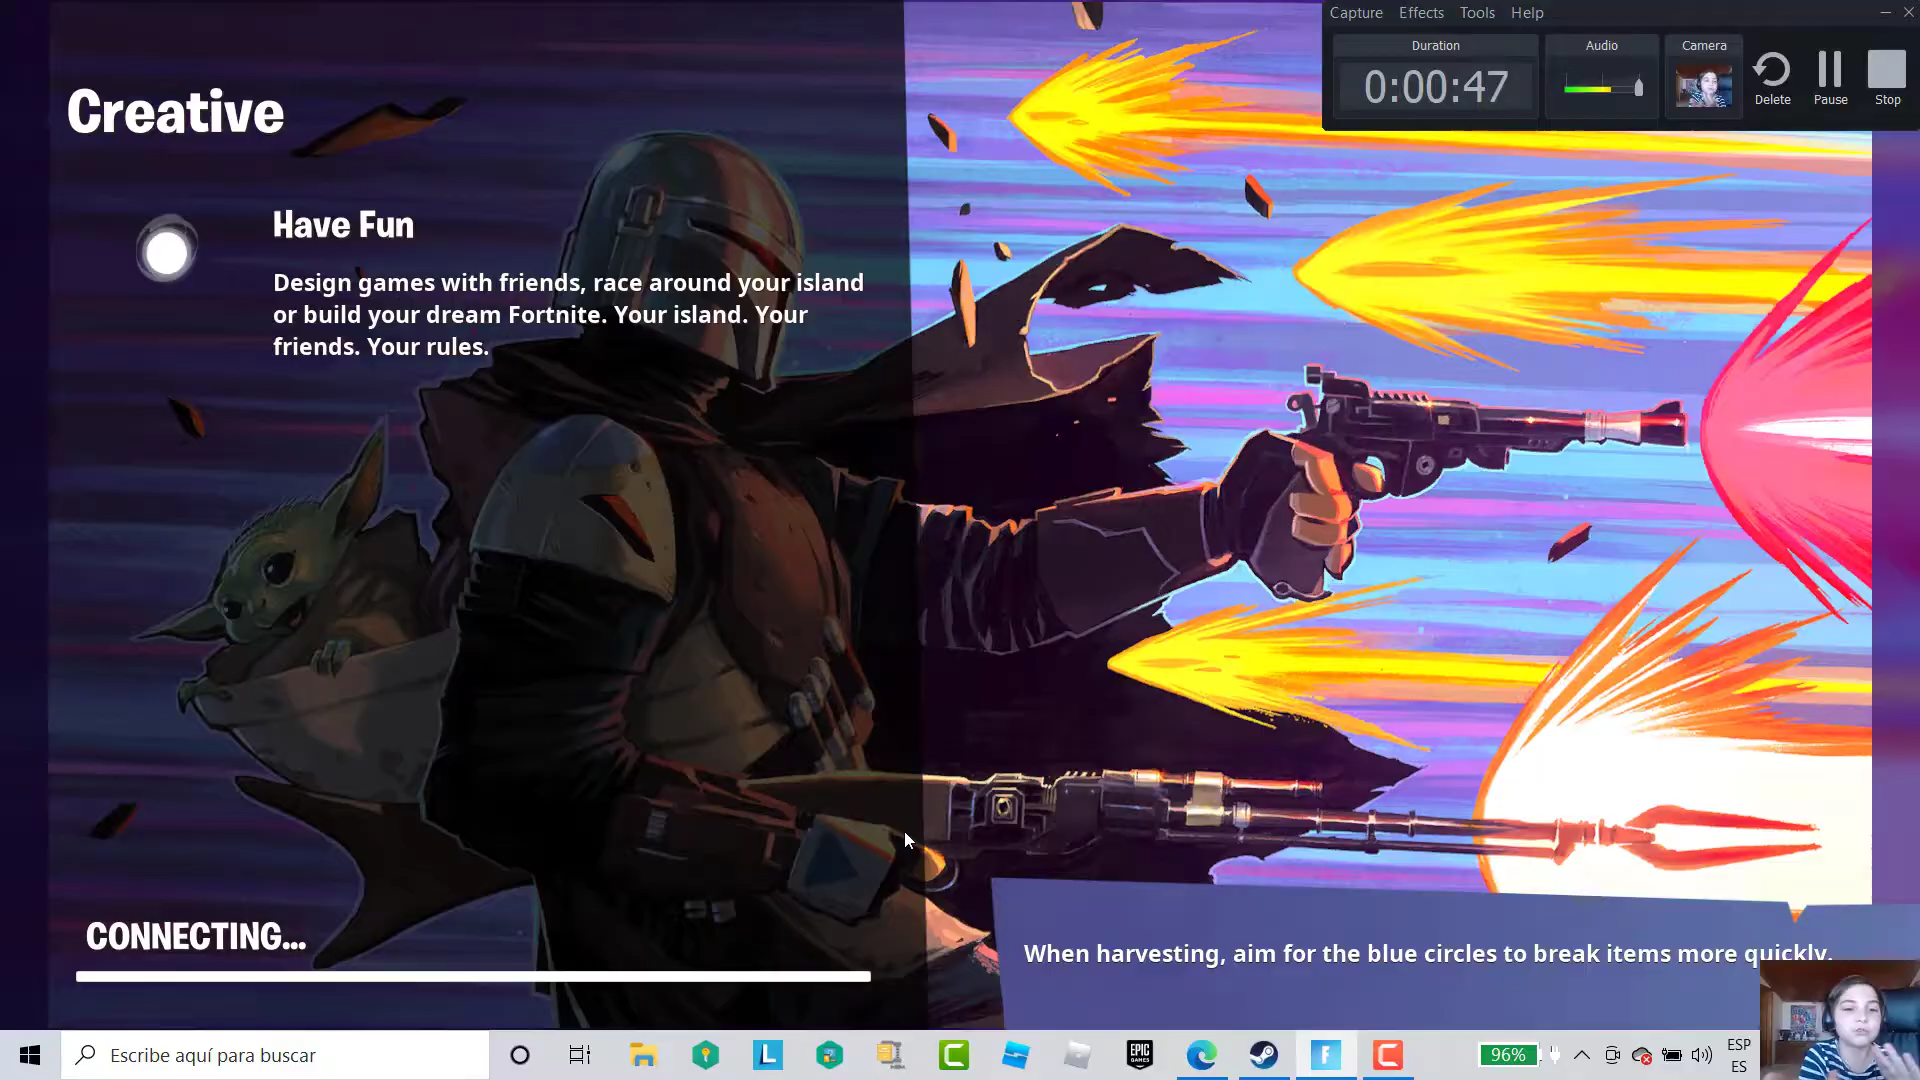 Capture Effects Tools Help
Duration
Audio
Camera
0:00:47
Delete
Pause
Stop
Creative
Have Fun
Design games with friends, race around your island
or build your dream Fortnite. Your island. Your
friends. Your rules.
CONNECTING...
When harvesting, aim for the blue circles to break items more quickly.
Escribe aquí para buscar
L
C
EPIC
GAMES
F
C
96%
ESP
ES